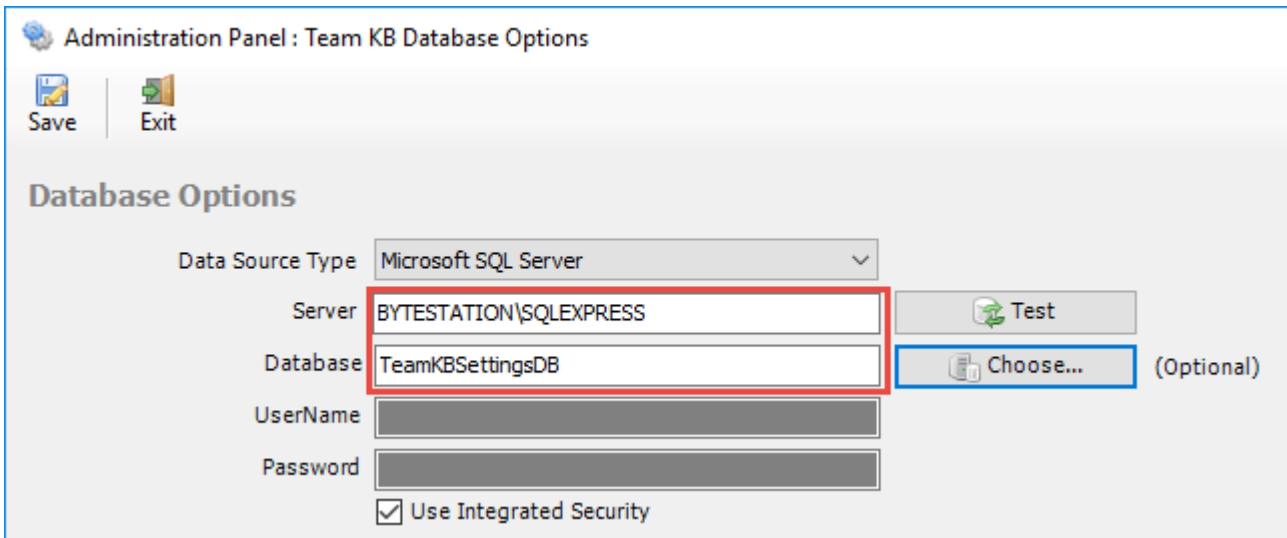 Administration Panel : Team KB Database Options
Save Exit
Database Options
Data Source Type Microsoft SQL Server
Server BYTESTATION\SQLEXPRESS Test
Database TeamKBSettingsDB Choose... (Optional)
UserName
Password
Use Integrated Security